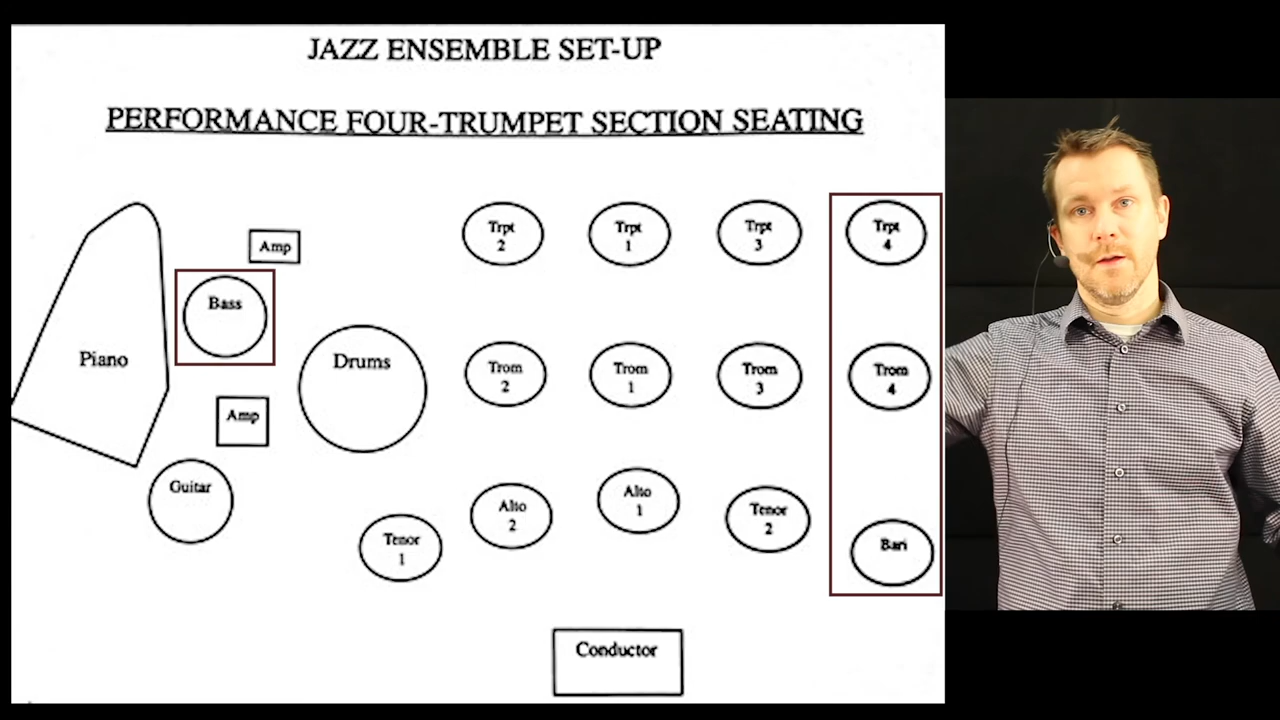 JAZZ ENSEMBLE SET-UP
PERFORMANCE FOUR-TRUMPET SECTION SEATING
Trpt
2
Trpt
1
Trpt
3
Trpt
4
Amp
Bass
Piano
Drums
Trom
2
Trom
1
Trom
3
Trom
4
Amp
Guitar
Tenor
1
Alto
2
Alto
1
Tenor
2
Bari
Conductor